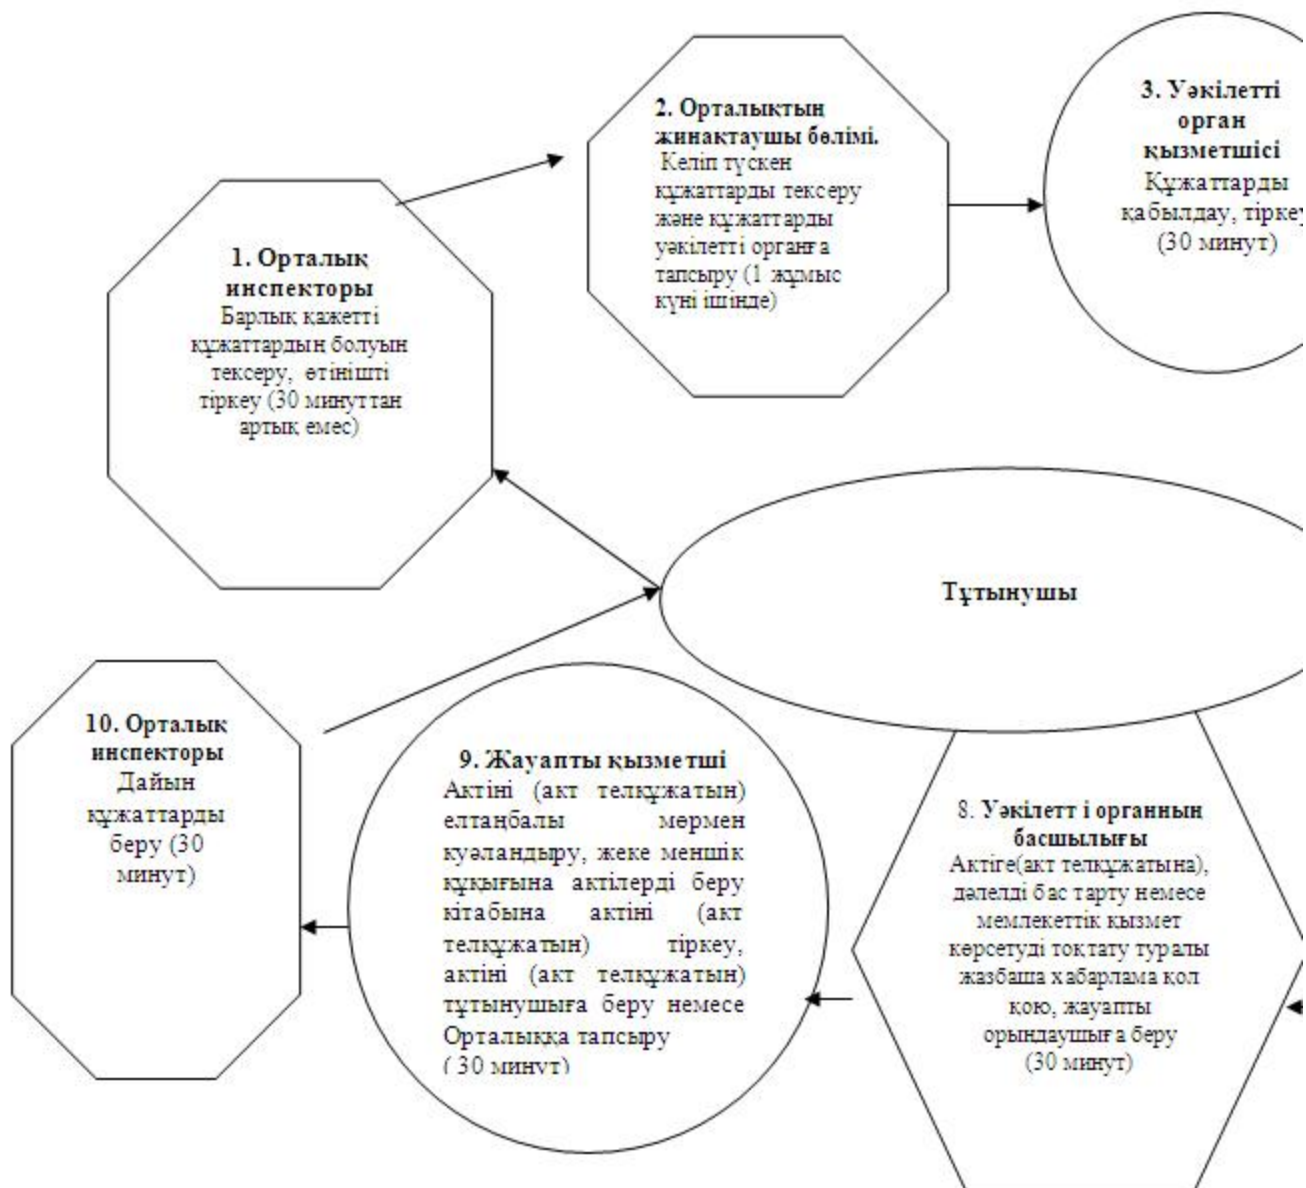 1. Орталық
инспекторы
Барлық қажетті
құжаттардың болуын
тексеру, өтінішті
тіркеу (30 минуттан
артық емес)
2. Орталықтың
жинақтаушы бөлімі.
Келіп түскен
құжаттарды тексеру
және құжаттарды
уәкілетті органға
тапсыру (1 жұмыс
күні ішінде)
3. Уәкілетті
орган
қызметшісі
Құжаттарды
қабылдау, тіркеу
(30 минут)
Тұтынушы
8. Уәкілетт і органның
басшылығы
Актіге(акт телқұжатына),
дәлелді бас тарту немесе
мемлекеттік қызмет
көрсетуді тоқтату туралы
жазбаша хабарлама қол
қою, жауапты
орындаушыға беру
(30 минут)
9. Жауапты қызметші
Актіні (акт телқұжатын)
елтаңбалы мөрмен
куәландыру, жеке меншік
құқығына актілерді беру
кітабына актіні (акт
телқұжатын) тіркеу,
актіні (акт телқұжатын)
тұтынушыға беру немесе
Орталыққа тапсыру
( 30 минут)
10. Орталық
инспекторы
Дайын
құжаттарды
беру (30
минут)